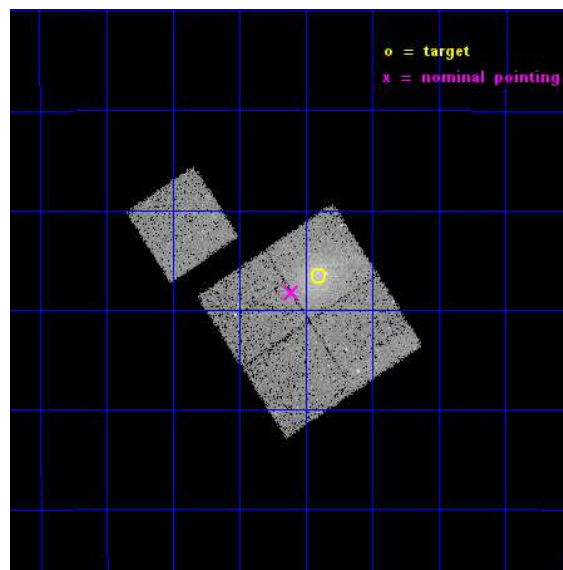 o = target
x = nominal pointing